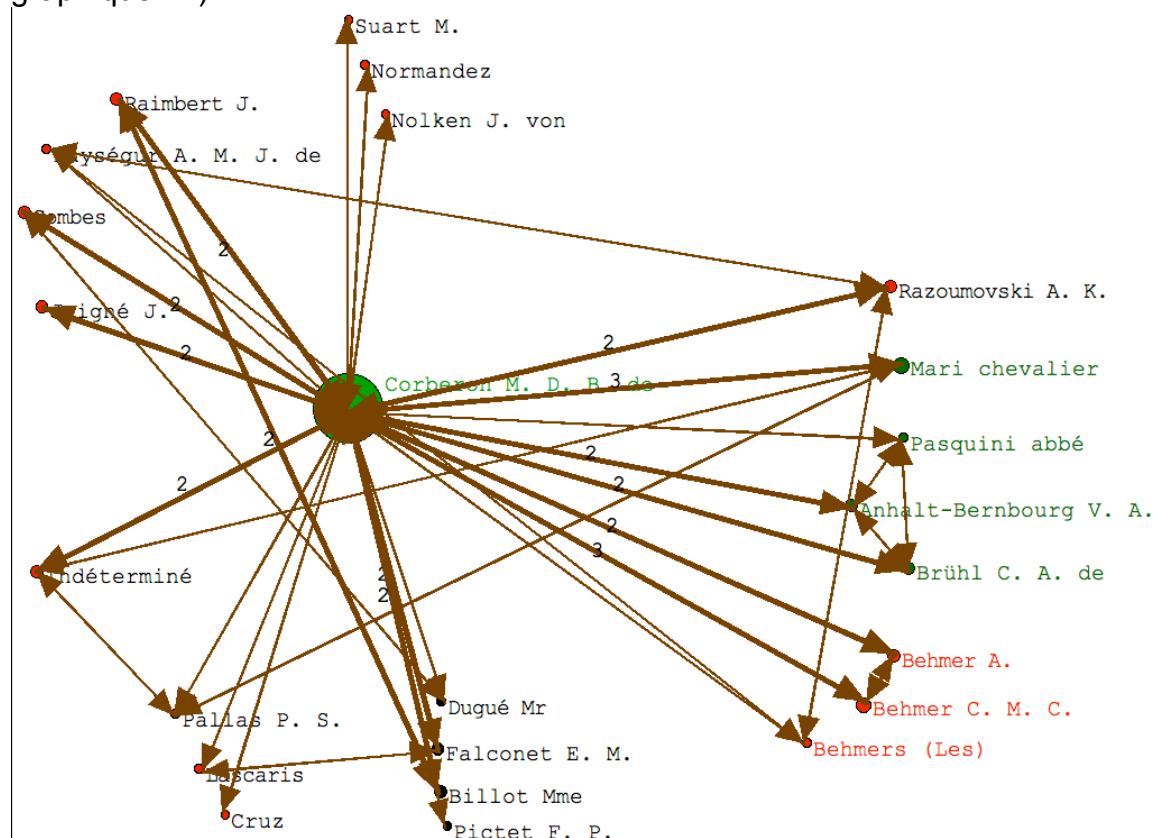 Suart M.
Normandez
Raimbert J.
Nolken J. von
Puységur A. M. J. de
Combes
2
Razoumovski A. K.
J.
2
2
2
Mari chevalier
3
Corberon M. D. B. de
2
Pasquini abbé
2
2
2
Anhalt-Bernbourg V. A.
2
3
Brühl C. A. de
Indéterminé
2
2
Behmer A.
Dugué Mr
Behmer C. M. C.
Pallas P. S.
Behmers (Les)
Falconet E. M.
Lascaris
Billot Mme
Cruz
Pictet F. P.